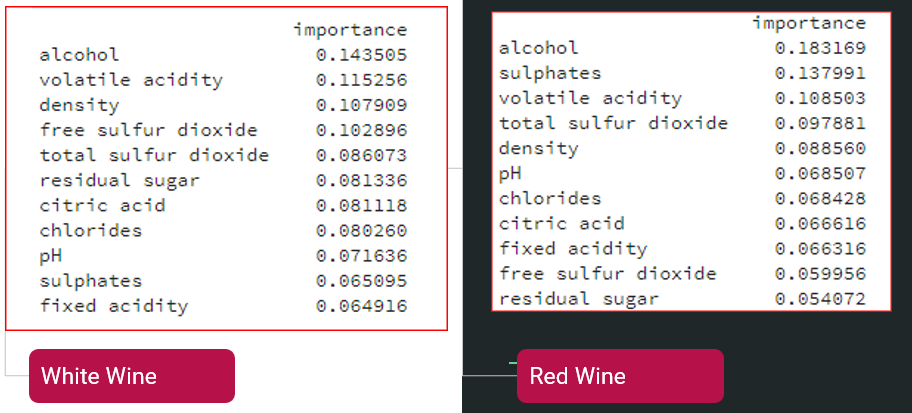 importance
alcohol 0.143505
volatile acidity 0.115256
density 0.107909
free sulfur dioxide 0.102896
total sulfur dioxide 0.086073
residual sugar 0.081336
citric acid 0.081118
chlorides 0.080260
pH 0.071636
sulphates 0.065095
fixed acidity 0.064916
White Wine
importance
alcohol 0.183169
sulphates 0.137991
volatile acidity 0.108503
total sulfur dioxide 0.097881
density 0.088560
pH 0.068507
chlorides 0.068428
citric acid 0.066616
fixed acidity 0.066316
free sulfur dioxide 0.059956
residual sugar 0.054072
Red Wine